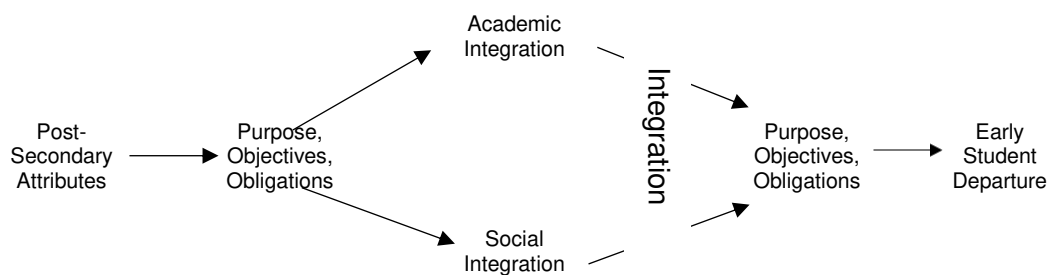 Academic
Integration
Post-
Secondary
Attributes
Purpose,
Objectives,
Obligations
Integration
Purpose,
Objectives,
Obligations
Early
Student
Departure
Social
Integration